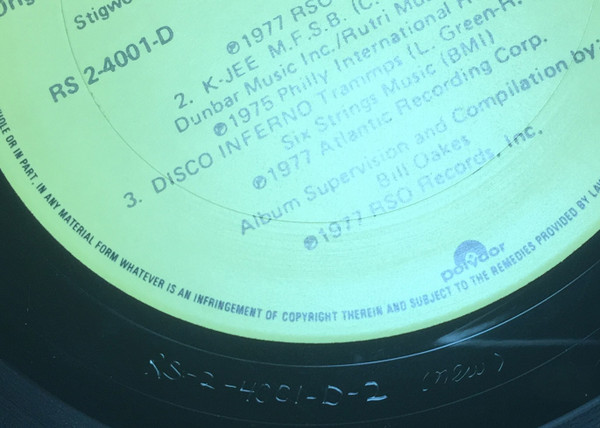 Stigwo
RS 2-4001-D
℗1977 RSO
2. K-JEE M.F.S.B. (C.
Dunbar Music Inc./Rutri Mu
℗1975 Philly International R
3. DISCO INFERNO Trammps (L. Green-R.
Six Strings Music (BMI)
℗1977 Atlantic Recording Corp.
Album Supervision and Compilation by
Bill Oakes
℗1977 RSO Records, Inc.
polydor
OLE OR IN PART, IN ANY MATERIAL FORM WHATEVER IS AN INFRINGEMENT OF COPYRIGHT THEREIN AND SUBJECT TO THE REMEDIES PROVIDED BY LA
RS-2-4001-D-2 (new)